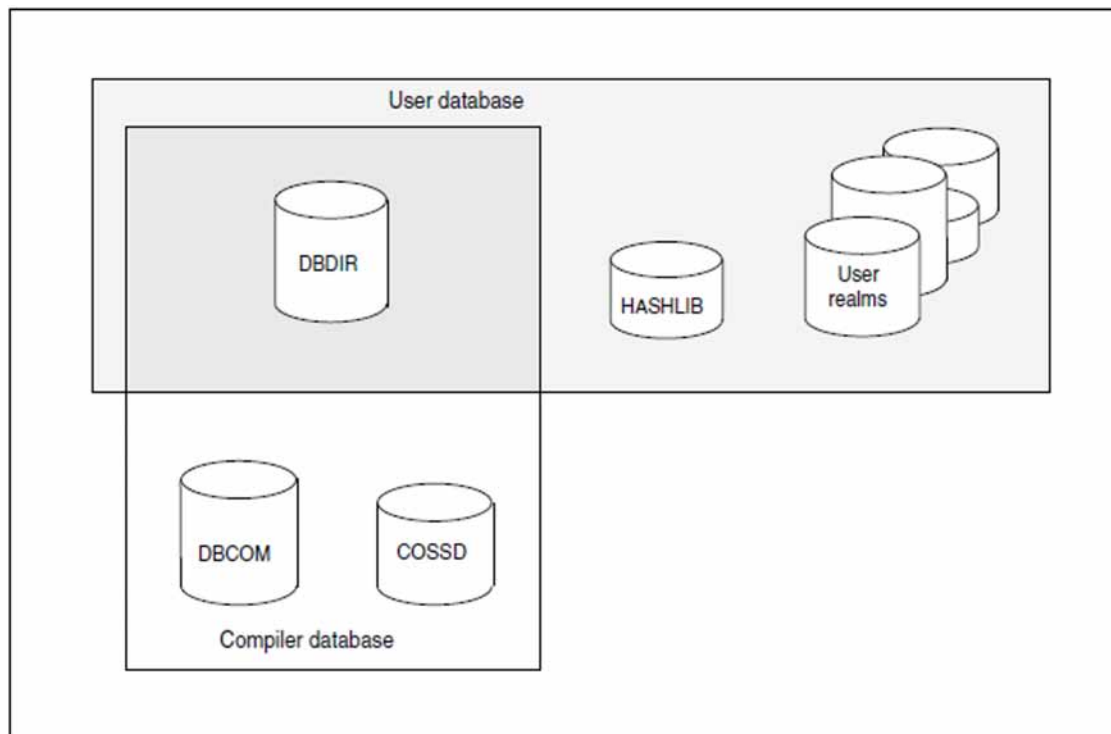 User database
DBDIR
HASHLIB
User
realms
DBCOM
COSSD
Compiler database